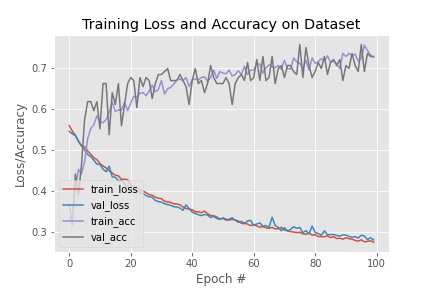 Training Loss and Accuracy on Dataset
Loss/Accuracy
0.7
0.6
0.5
0.4
0.3
train_loss
val_loss
train_acc
val_acc
0 20 40 60 80 100
Epoch #